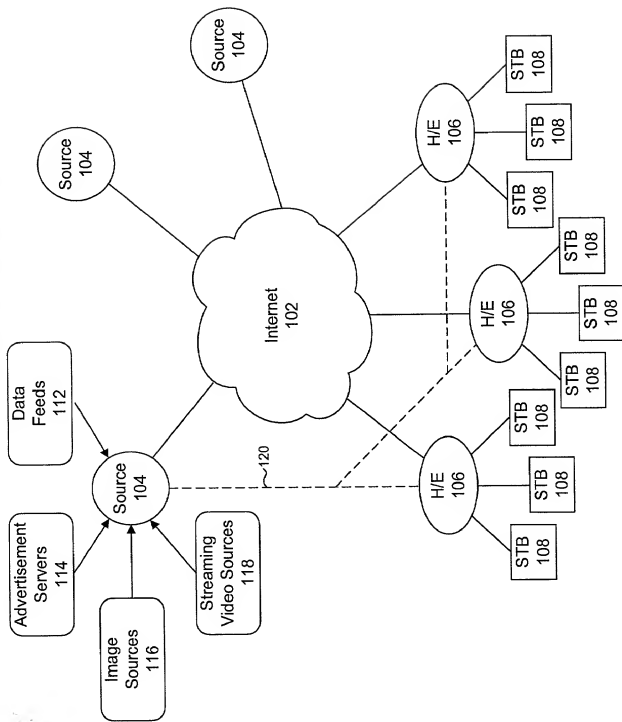 Data
Feeds
112
Advertisement
Servers
114
Image
Sources
116
Streaming
Video Sources
118
Source
104
Source
104
Source
104
Internet
102
120
H/E
106
H/E
106
H/E
106
STB
108
STB
108
STB
108
STB
108
STB
108
STB
108
STB
108
STB
108
STB
108